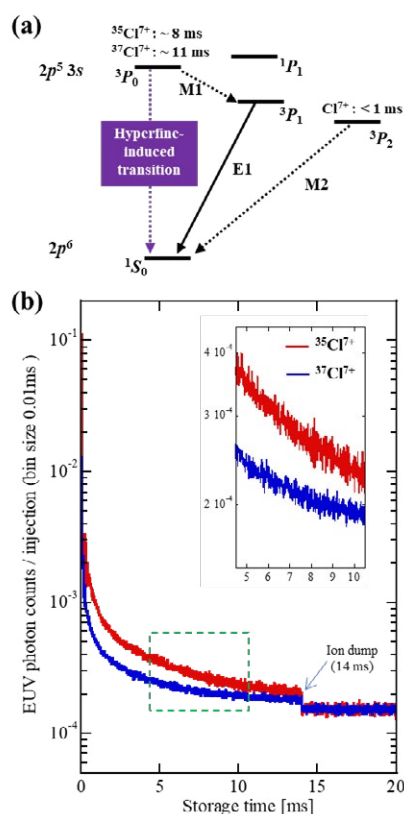 (a)
³⁵Cl⁷⁺: ~ 8 ms
³⁷Cl⁷⁺: ~ 11 ms
¹P₁
2p⁵ 3s
³P₀
M1
³P₁
Cl⁷⁺: < 1 ms
³P₂
Hyperfine-
induced
transition
E1
M2
2p⁶
¹S₀
(b)
10⁻¹
10⁻²
10⁻³
10⁻⁴
EUV photon counts / injection (bin size 0.01ms)
4 10⁻⁴
3 10⁻⁴
2 10⁻⁴
³⁵Cl⁷⁺
³⁷Cl⁷⁺
5 6 7 8 9 10
Ion dump
(14 ms)
0 5 10 15 20
Storage time [ms]